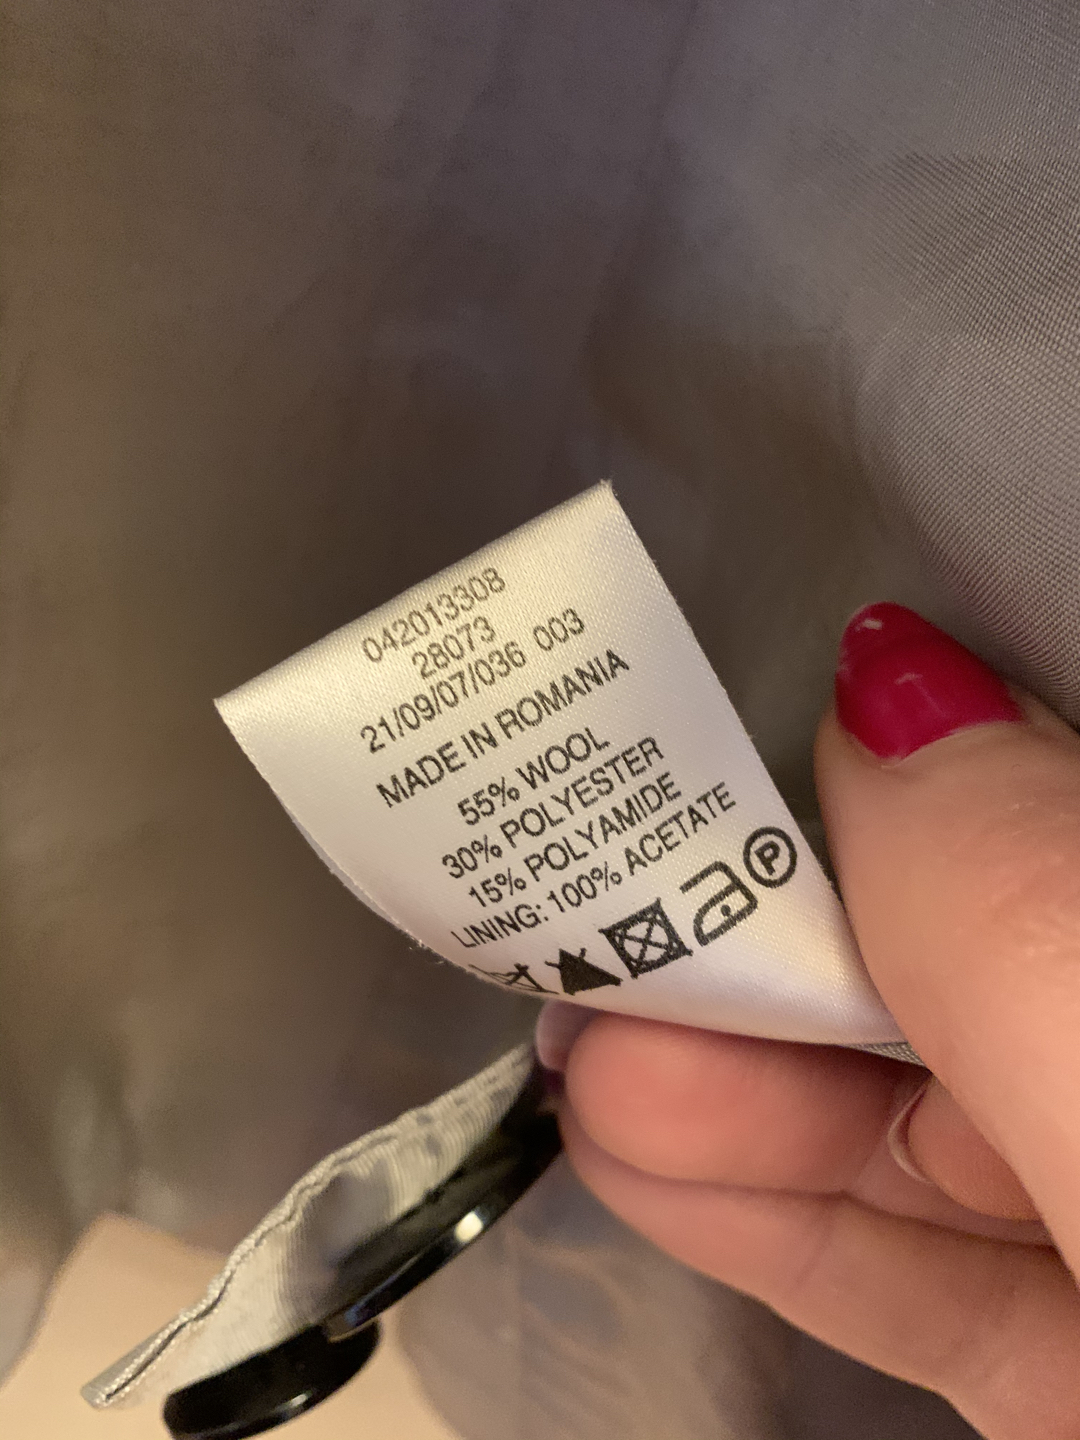 042013308
28073
21/09/07/036 003
MADE IN ROMANIA
55% WOOL
30% POLYESTER
15% POLYAMIDE
LINING: 100% ACETATE
P